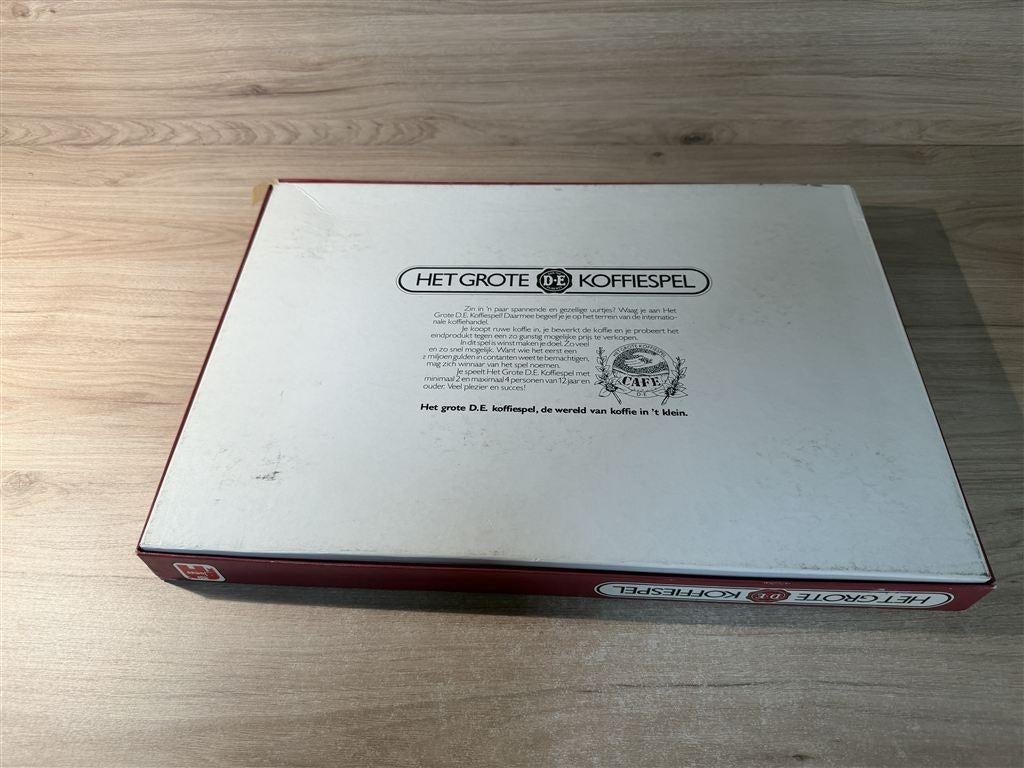 HET GROTE D·E KOFFIESPEL
Zin in 'n paar spannende en gezellige uurtjes? Waag je aan Het
Grote D.E. Koffiespel! Daarmee begeef je je op het terrein van de internatio-
nale koffiehandel.
Je koopt ruwe koffie in, je bewerkt de koffie en je probeert het
eindprodukt tegen een zo gunstig mogelijke prijs te verkopen.
In dit spel is winst maken je doel. Zo veel
en zo snel mogelijk. Want wie het eerst een
2 miljoen gulden in contanten weet te bemachtigen,
mag zich winnaar van het spel noemen.
Je speelt Het Grote D.E. Koffiespel met
minimaal 2 en maximaal 4 personen van 12 jaar en
ouder. Veel plezier en succes!
HET GROTE KOFFIESPEL
CAFE
D.E.
Het grote D.E. koffiespel, de wereld van koffie in 't klein.
HET GROTE D·E KOFFIESPEL